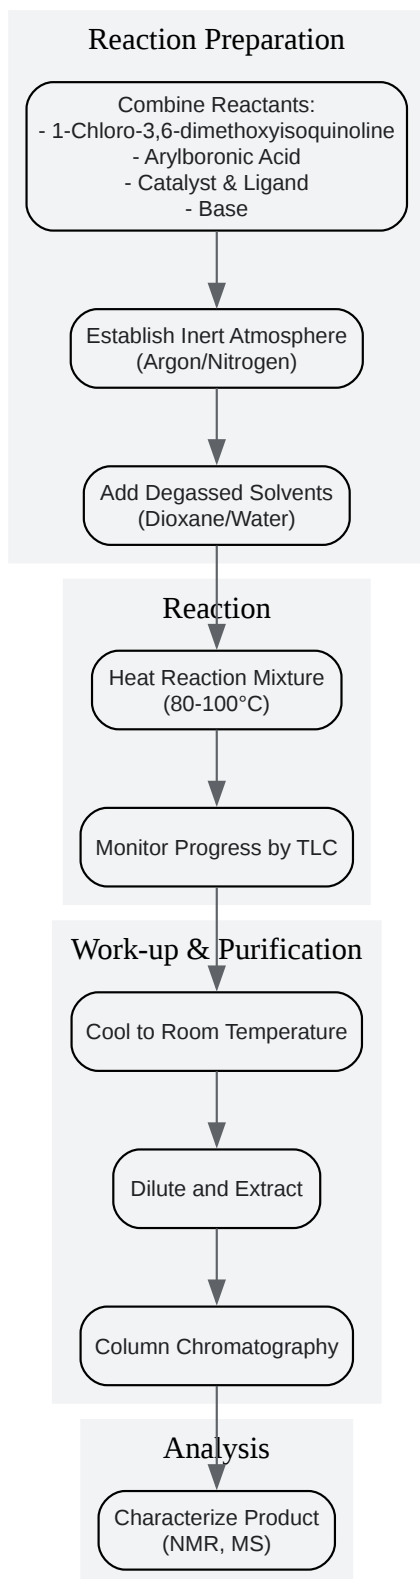 Reaction Preparation
Combine Reactants:
- 1-Chloro-3,6-dimethoxyisoquinoline
- Arylboronic Acid
- Catalyst & Ligand
- Base
Establish Inert Atmosphere
(Argon/Nitrogen)
Add Degassed Solvents
(Dioxane/Water)
Reaction
Heat Reaction Mixture
(80-100°C)
Monitor Progress by TLC
Work-up & Purification
Cool to Room Temperature
Dilute and Extract
Column Chromatography
Analysis
Characterize Product
(NMR, MS)